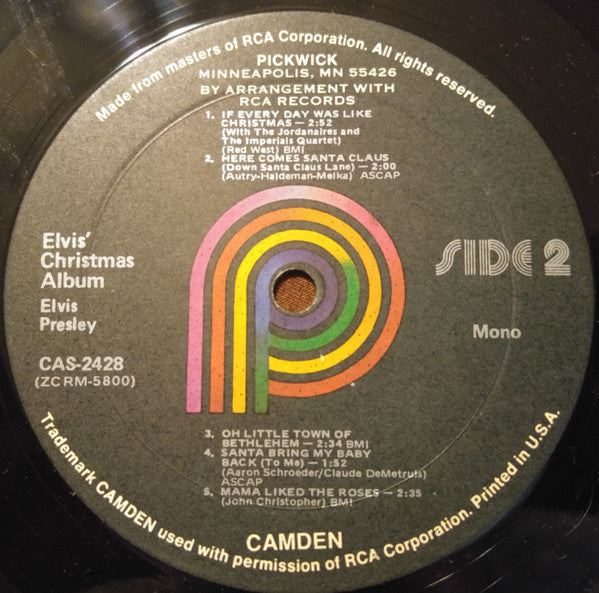 Made from masters of RCA Corporation. All rights reserved.
PICKWICK
MINNEAPOLIS, MN 55426
BY ARRANGEMENT WITH
RCA RECORDS
1. IF EVERY DAY WAS LIKE
CHRISTMAS — 2:52
(With The Jordanaires and
The Imperials Quartet)
(Red West) BMI
2. HERE COMES SANTA CLAUS
(Down Santa Claus Lane) — 2:00
(Autry-Haldeman-Melka) ASCAP
Elvis'
Christmas
Album
Elvis
Presley
CAS-2428
(ZCRM-5800)
SIDE 2
Mono
3. OH LITTLE TOWN OF
BETHLEHEM — 2:34 BMI
4. SANTA BRING MY BABY
BACK (To Me) — 1:52
(Aaron Schroeder/Claude DeMetruis)
ASCAP
5. MAMA LIKED THE ROSES — 2:35
(John Christopher) BMI
CAMDEN
Trademark CAMDEN used with permission of RCA Corporation. Printed in U.S.A.